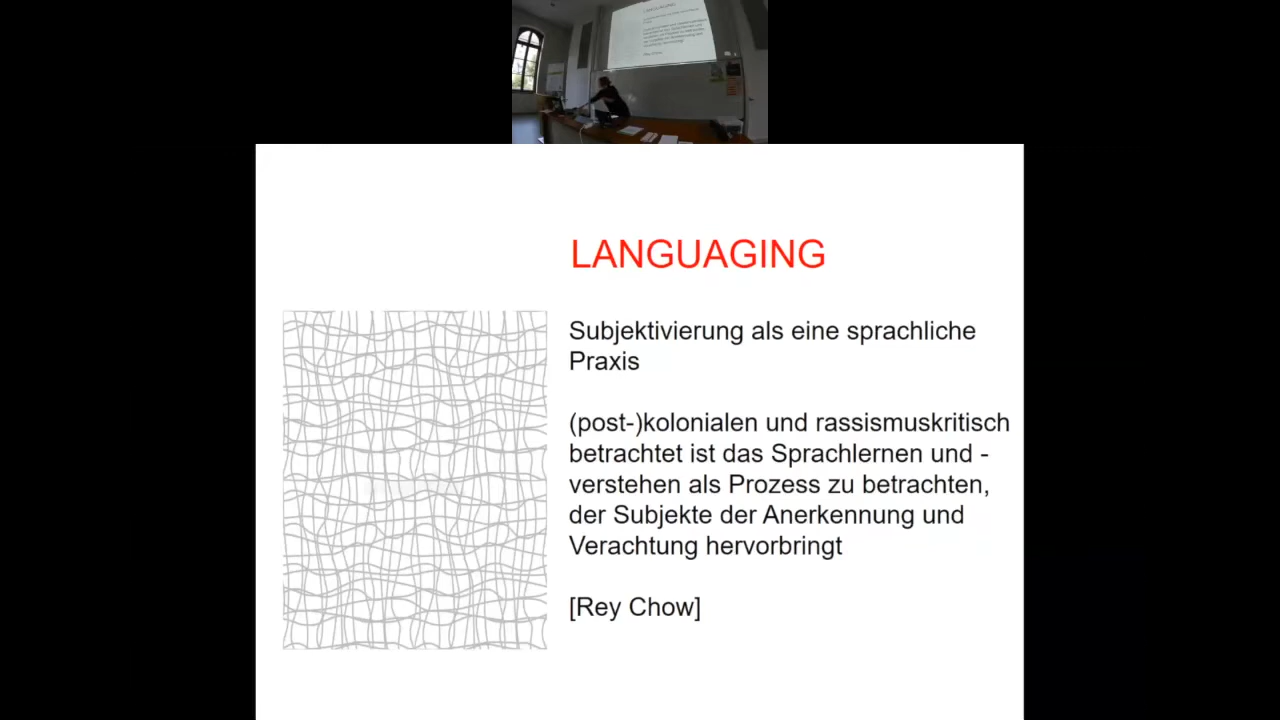 LANGUAGING
Subjektivierung als eine sprachliche
Praxis
(post-)kolonialen und rassismuskritisch
betrachtet ist das Sprachlernen und -
verstehen als Prozess zu betrachten,
der Subjekte der Anerkennung und
Verachtung hervorbringt
[Rey Chow]